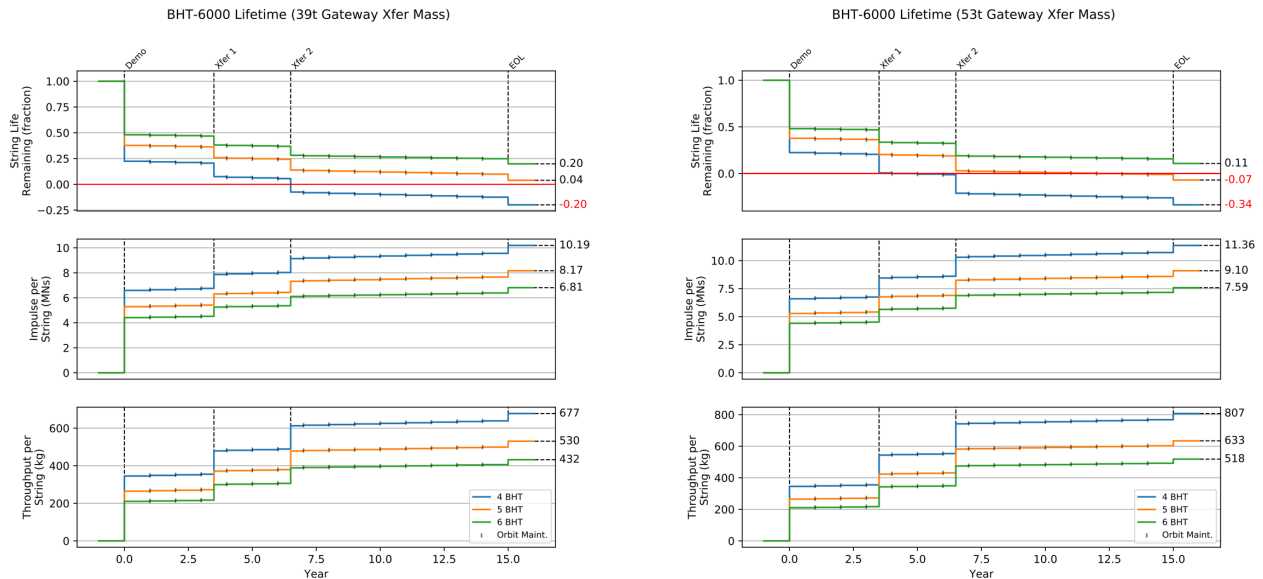 BHT-6000 Lifetime (39t Gateway Xfer Mass)
Demo
Xfer 1
Xfer 2
EOL
String Life
Remaining (fraction)
1.00
0.75
0.50
0.25
0.00
−0.25
0.20
0.04
-0.20
Impulse per
String (MNs)
10
8
6
4
2
0
10.19
8.17
6.81
Throughput per
String (kg)
600
400
200
0
677
530
432
4 BHT
5 BHT
6 BHT
Orbit Maint.
0.0 2.5 5.0 7.5 10.0 12.5 15.0
Year
BHT-6000 Lifetime (53t Gateway Xfer Mass)
Demo
Xfer 1
Xfer 2
EOL
String Life
Remaining (fraction)
1.0
0.5
0.0
0.11
-0.07
-0.34
Impulse per
String (MNs)
10.0
7.5
5.0
2.5
0.0
11.36
9.10
7.59
Throughput per
String (kg)
800
600
400
200
0
807
633
518
4 BHT
5 BHT
6 BHT
Orbit Maint.
0.0 2.5 5.0 7.5 10.0 12.5 15.0
Year